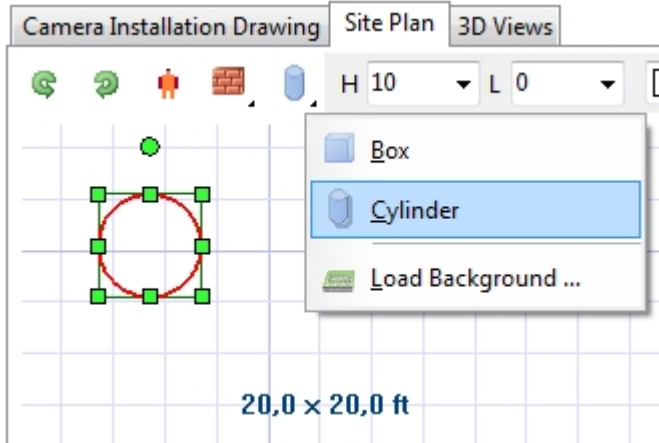 Camera Installation Drawing Site Plan 3D Views
H 10 L 0
Box
Cylinder
Load Background ...
20,0 × 20,0 ft